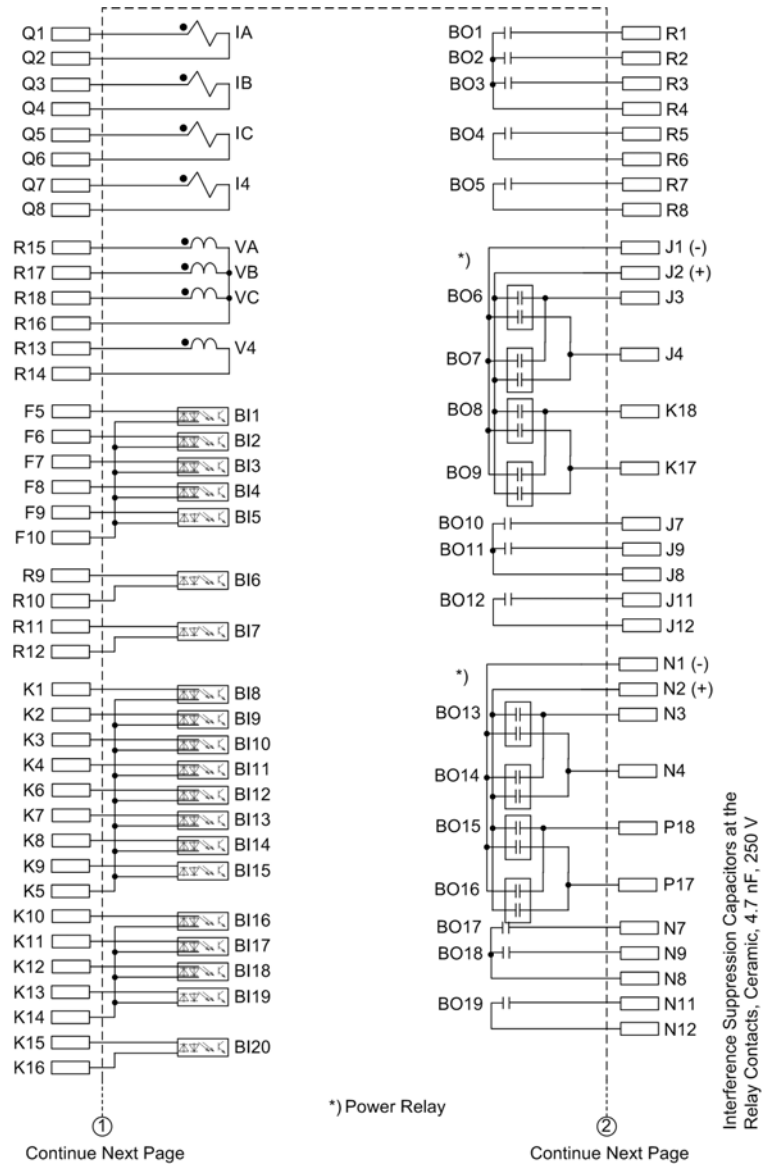 Q1 IA
Q2
Q3 IB
Q4
Q5 IC
Q6
Q7 I4
Q8
R15 VA
R17 VB
R18 VC
R16
R13 V4
R14
F5 BI1
F6 BI2
F7 BI3
F8 BI4
F9 BI5
F10
R9 BI6
R10
R11 BI7
R12
K1 BI8
K2 BI9
K3 BI10
K4 BI11
K6 BI12
K7 BI13
K8 BI14
K9 BI15
K5
K10 BI16
K11 BI17
K12 BI18
K13 BI19
K14
K15 BI20
K16
1
Continue Next Page
BO1 R1
BO2 R2
BO3 R3
R4
BO4 R5
R6
BO5 R7
R8
J1 (-)
*)
J2 (+)
BO6 J3
BO7 J4
BO8 K18
BO9 K17
BO10 J7
BO11 J9
J8
BO12 J11
J12
N1 (-)
*)
N2 (+)
BO13 N3
BO14 N4
BO15 P18
BO16 P17
BO17 N7
BO18 N9
N8
BO19 N11
N12
*) Power Relay
2
Continue Next Page
Interference Suppression Capacitors at the
Relay Contacts, Ceramic, 4.7 nF, 250 V